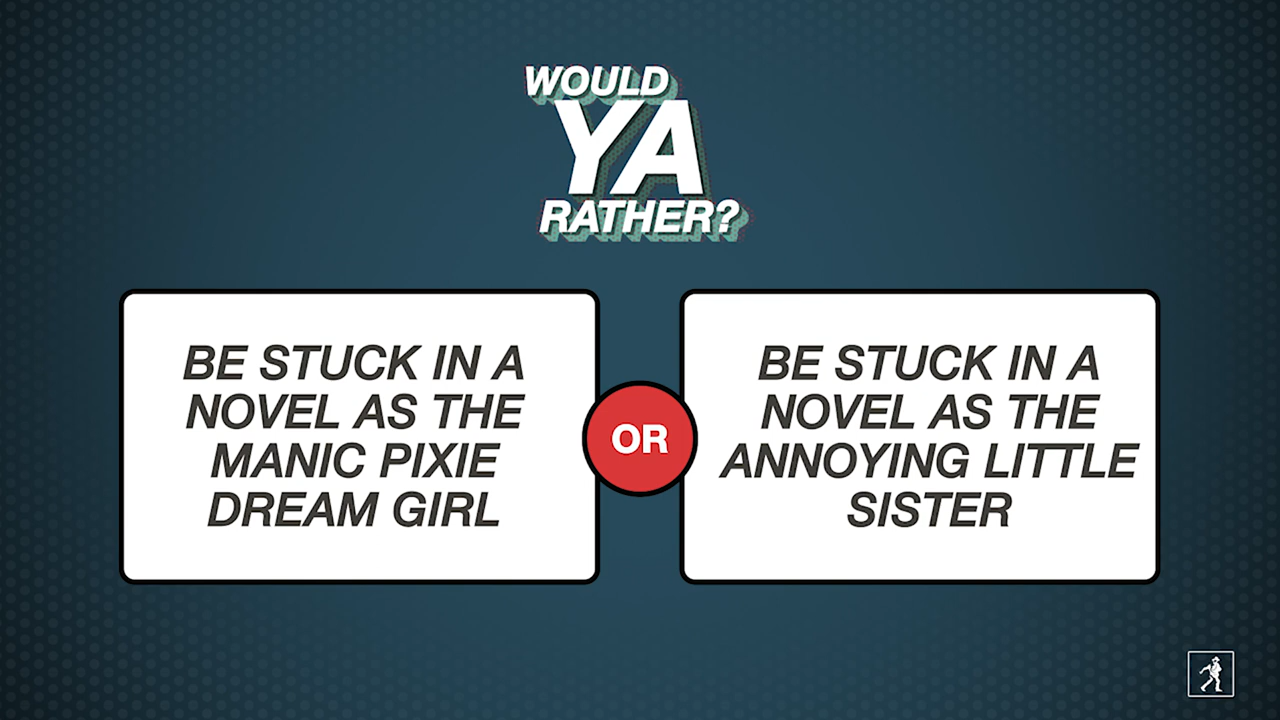 WOULD
YA
RATHER?
BE STUCK IN A
NOVEL AS THE
MANIC PIXIE
DREAM GIRL
OR
BE STUCK IN A
NOVEL AS THE
ANNOYING LITTLE
SISTER